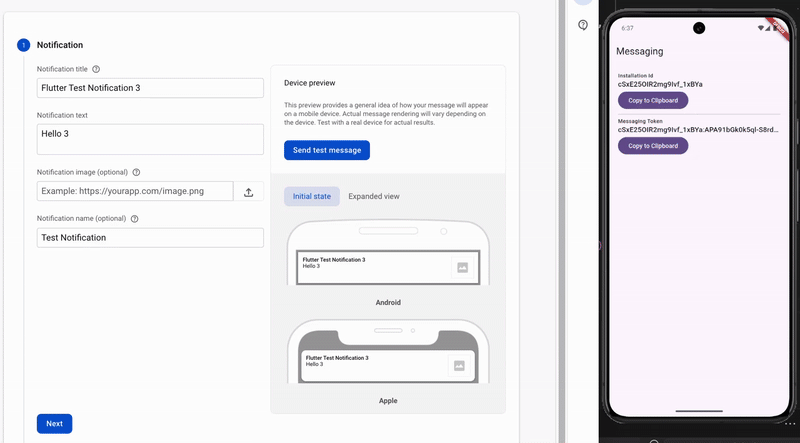 1 Notification
Notification title
Flutter Test Notification 3
Notification text
Hello 3
Notification image (optional)
Example: https://yourapp.com/image.png
Notification name (optional)
Test Notification
Next
Device preview
This preview provides a general idea of how your message will appear
on a mobile device. Actual message rendering will vary depending on
the device. Test with a real device for actual results.
Send test message
Initial state
Expanded view
Flutter Test Notification 3
Hello 3
Android
Flutter Test Notification 3
Hello 3
Apple
6:37
Messaging
Installation Id
cSxE25OIR2mg9Ivf_1xBYa
Copy to Clipboard
Messaging Token
cSxE25OIR2mg9Ivf_1xBYa:APA91bGk0k5qI-S8rd...
Copy to Clipboard